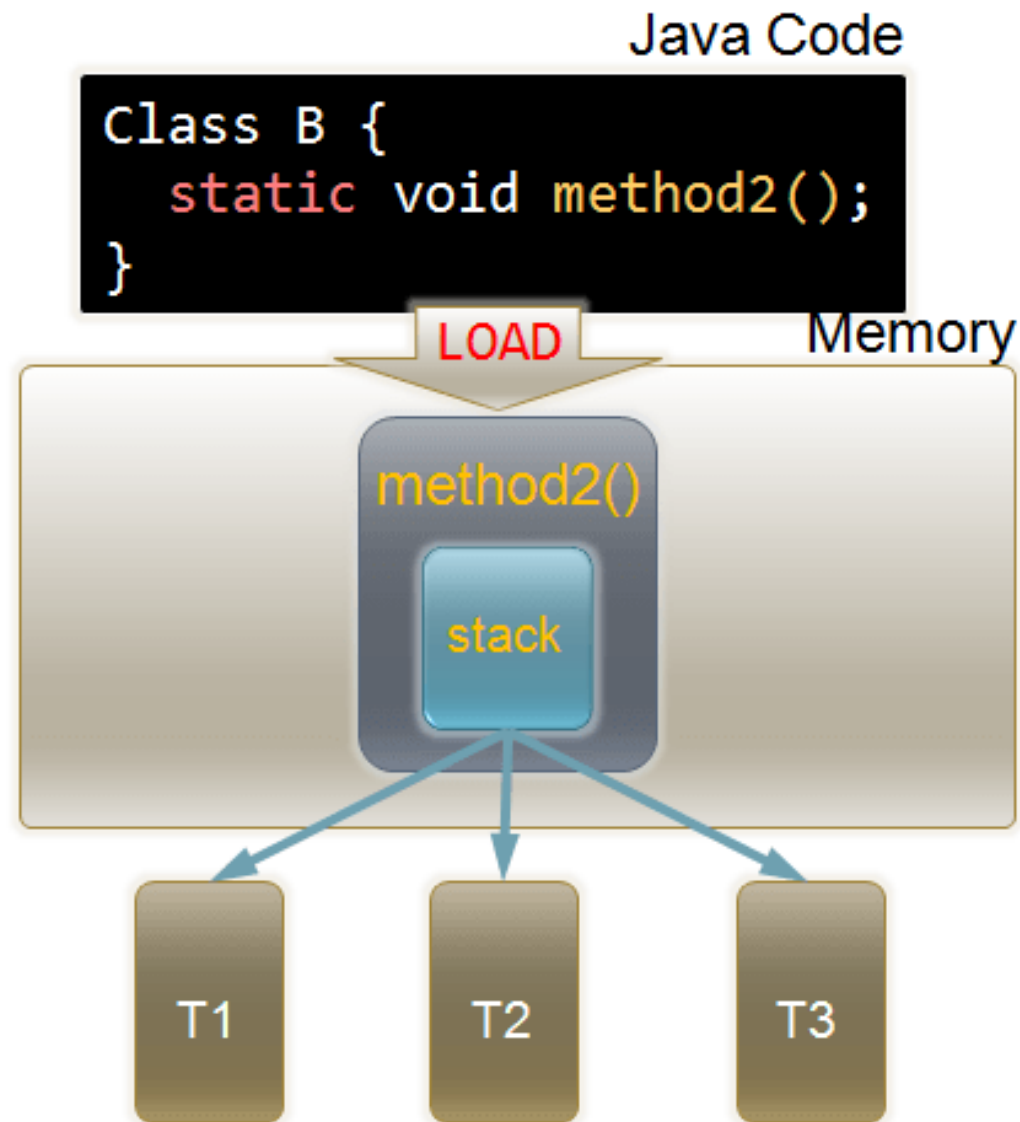 Java Code
Class B {
  static void method2();
}
LOAD
Memory
method2()
stack
T1
T2
T3